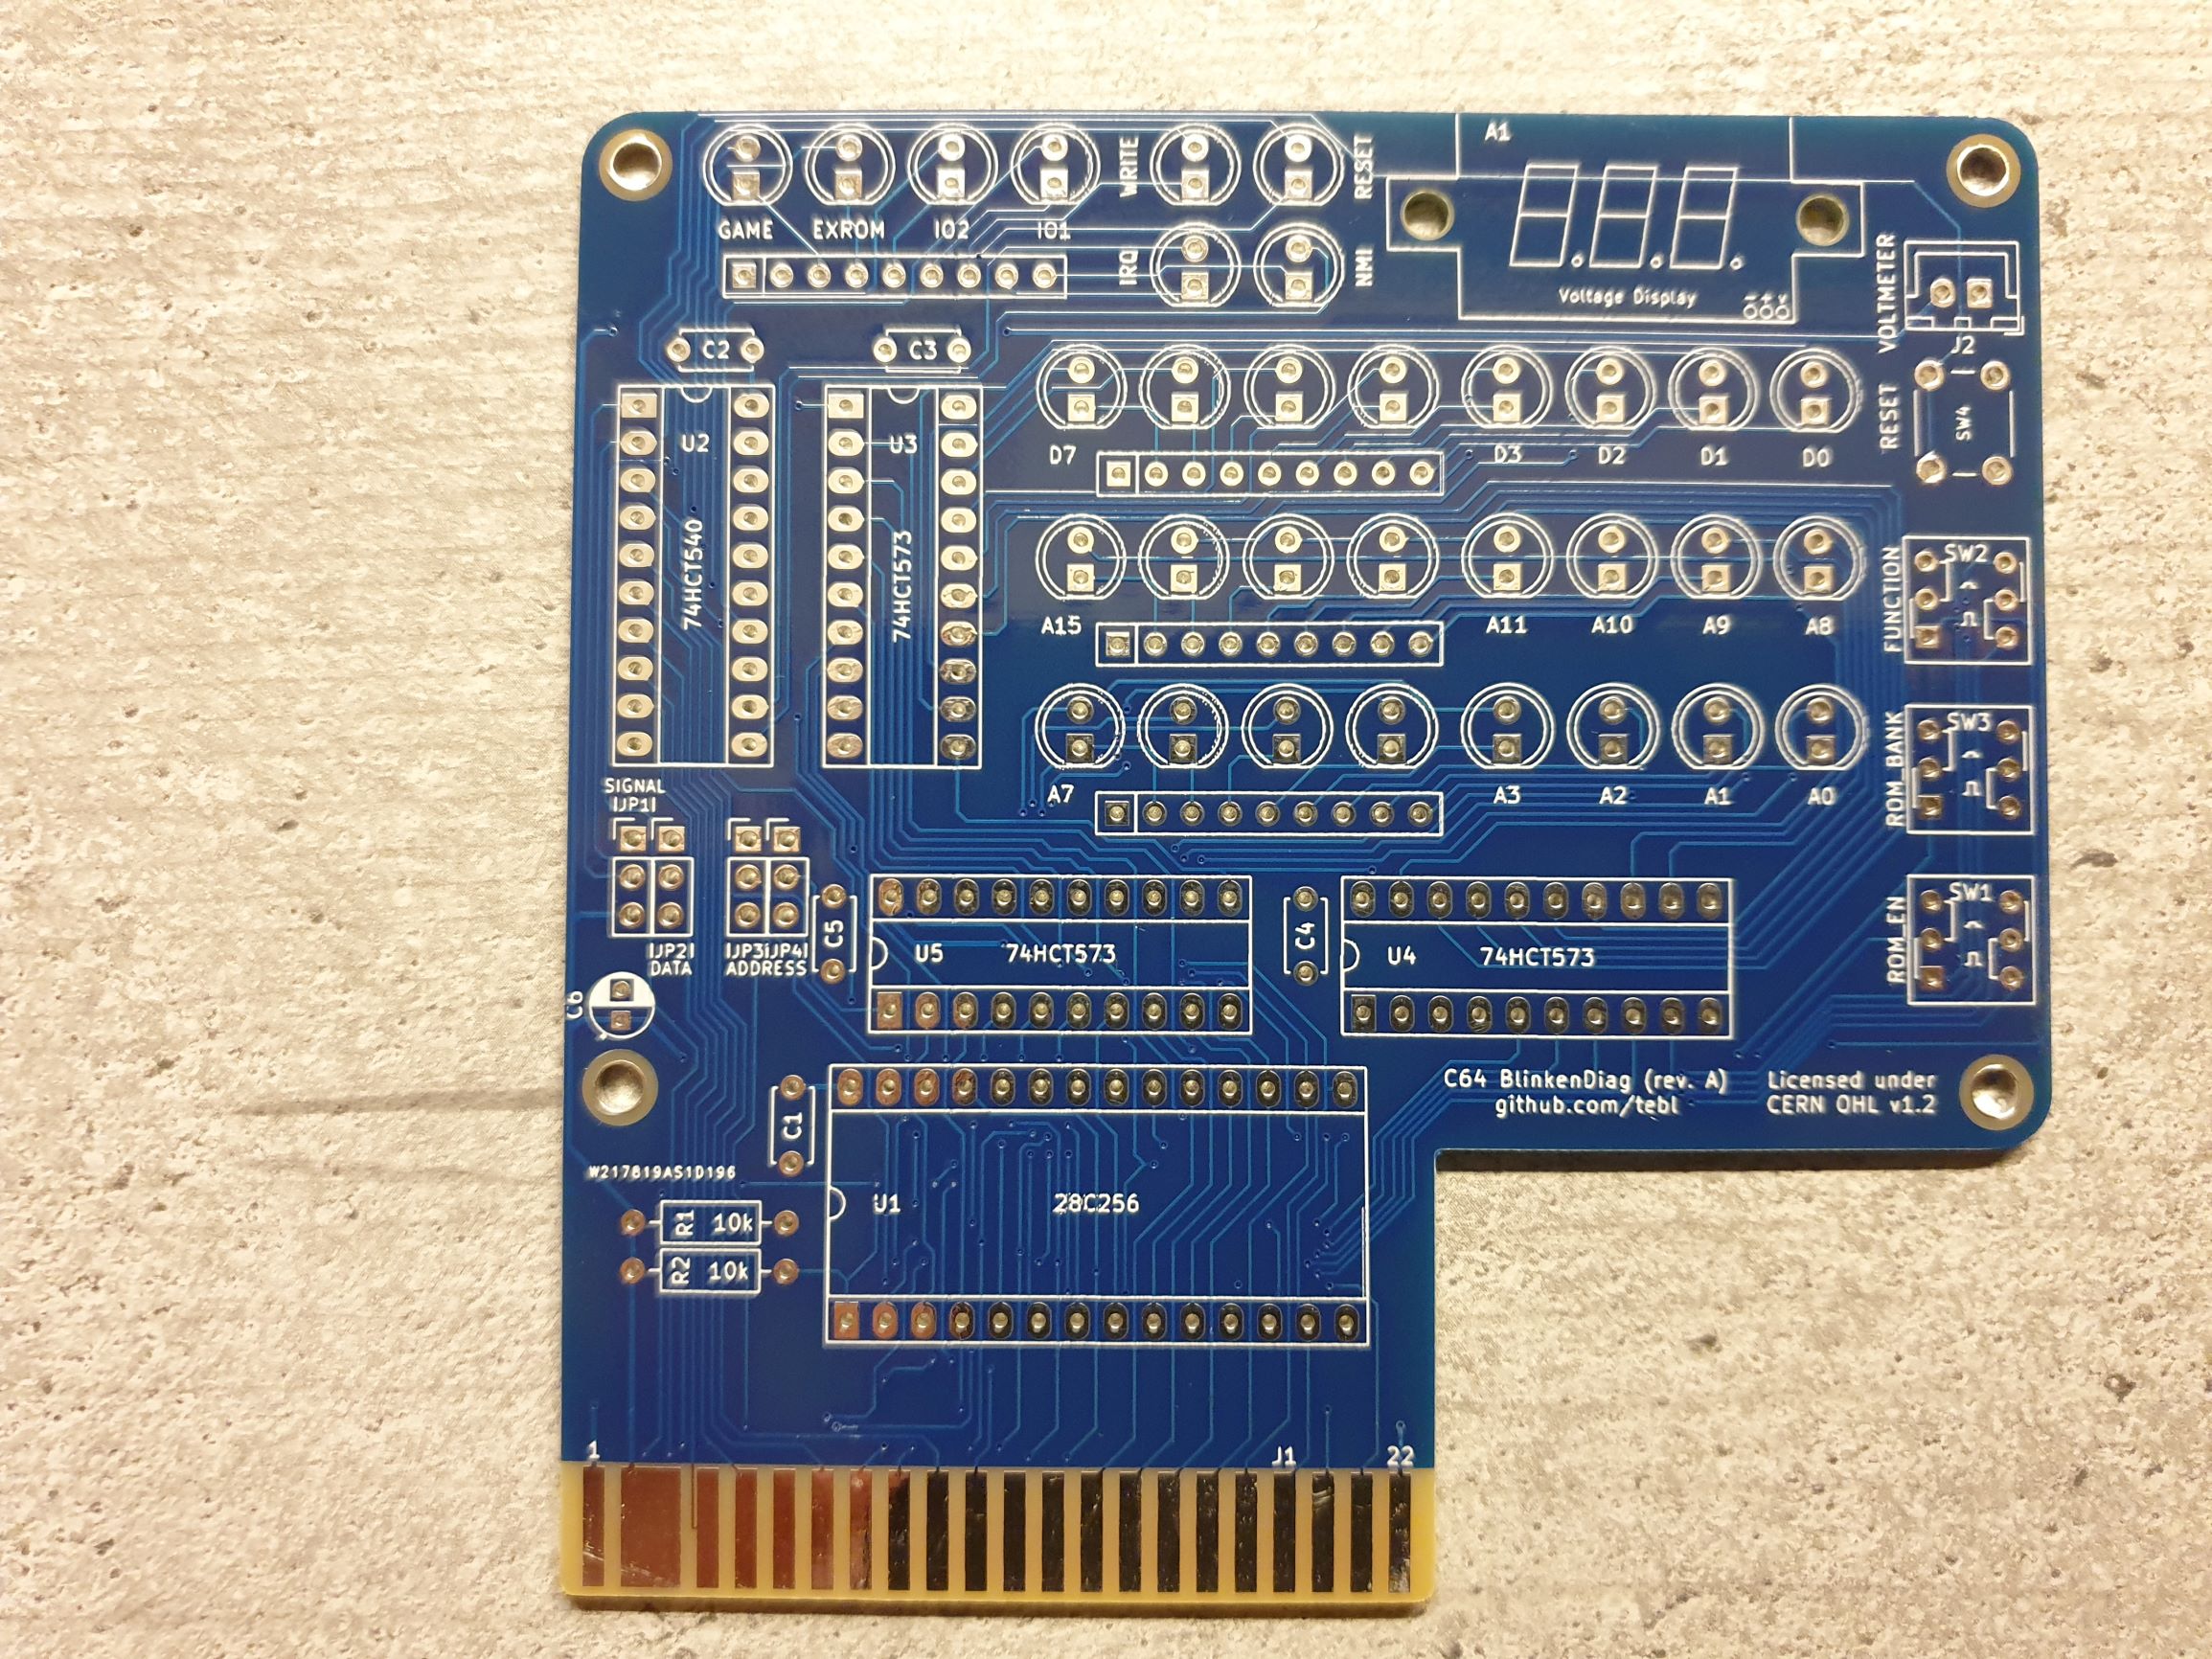 A1
WRITE
RESET
GAME EXROM IO2 IO1
IRQ
NMI
Voltage Display
VOLTMETER
J2
C2
C3
U2
74HCT540
U3
74HCT573
D7 D3 D2 D1 D0
RESET
SW4
A15 A11 A10 A9 A8
FUNCTION
SW2
A7 A3 A2 A1 A0
ROM_BANK
SW3
SIGNAL
|JP1|
|JP2|
DATA
|JP3|JP4|
ADDRESS
C5
U5 74HCT573
C4
U4 74HCT573
ROM_EN
SW1
C6
C64 BlinkenDiag (rev. A)
github.com/tebl
Licensed under
CERN OHL v1.2
C1
W217819AS1D196
U1 28C256
R1 10k
R2 10k
1 J1 22